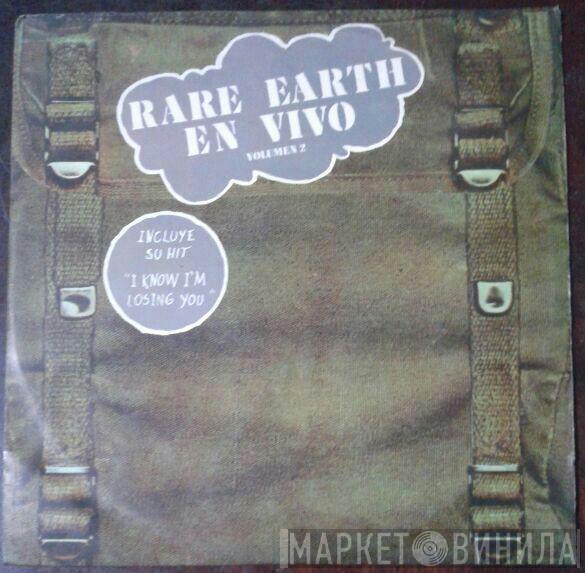 RARE EARTH
EN VIVO
VOLUMEN 2
INCLUYE
SU HIT
"I KNOW I'M
LOSING YOU"
МАРКЕТ ВИНИЛА